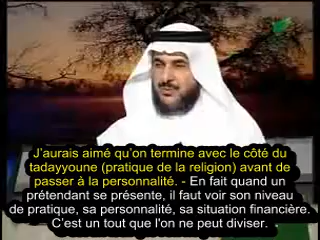 J'aurais aimé qu'on termine avec le côté du
tadayyoune (pratique de la religion) avant de
passer à la personnalité. - En fait quand un
prétendant se présente, il faut voir son niveau
de pratique, sa personnalité, sa situation financière.
C'est un tout que l'on ne peut diviser.